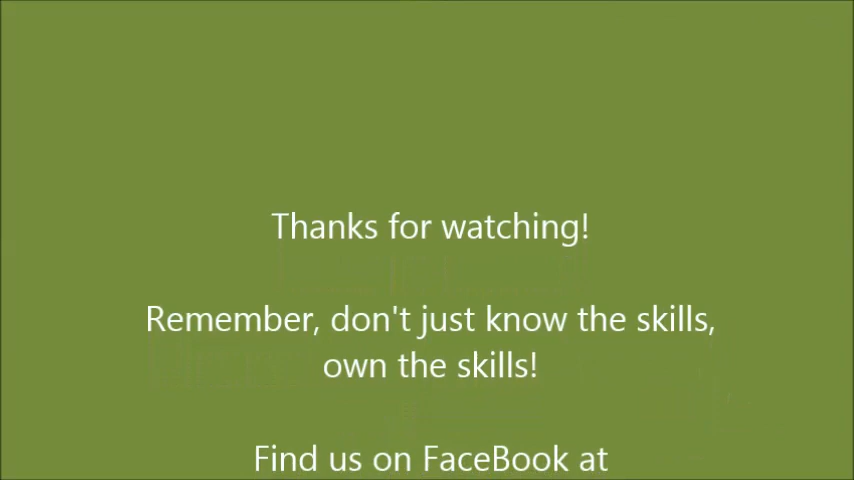 Thanks for watching!
Remember, don't just know the skills,
own the skills!
Find us on FaceBook at